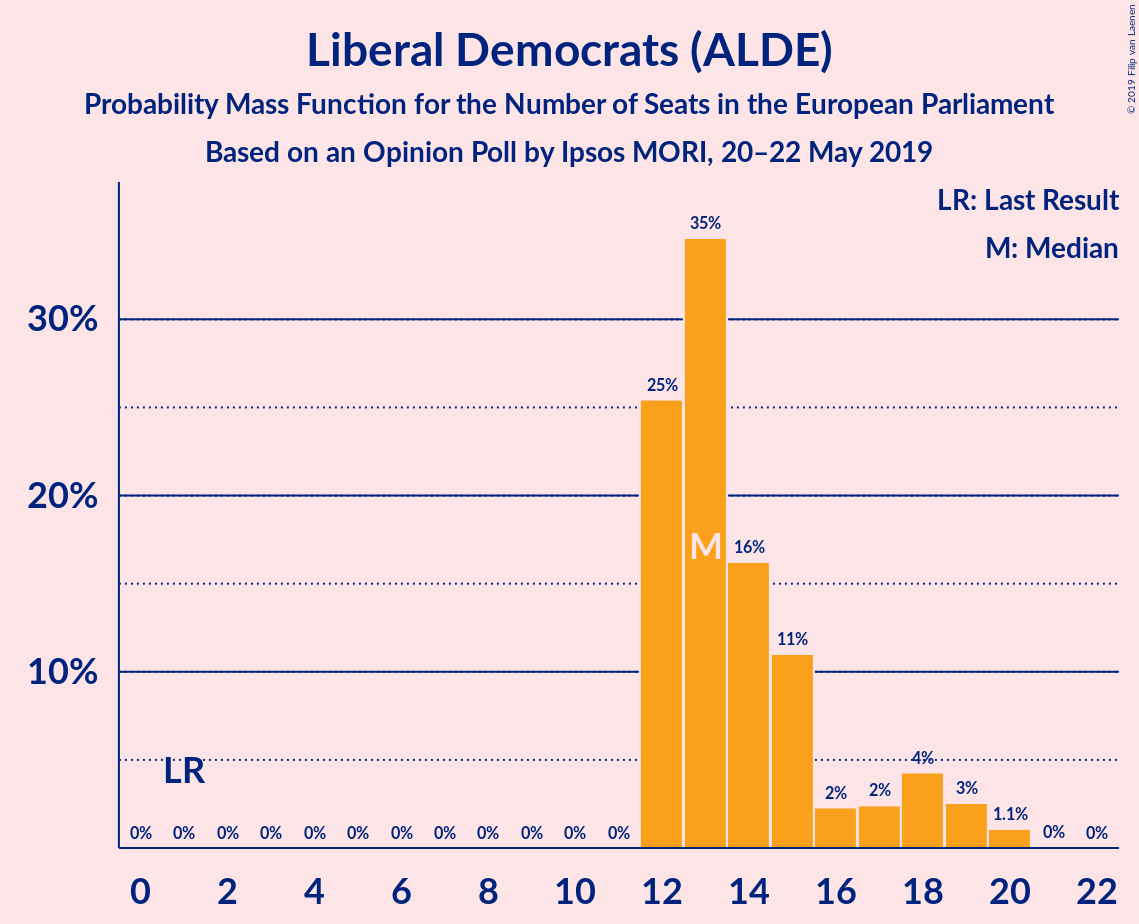 Liberal Democrats (ALDE)
Probability Mass Function for the Number of Seats in the European Parliament
Based on an Opinion Poll by Ipsos MORI, 20–22 May 2019
© 2019 Filip van Laenen
LR: Last Result
M: Median
35%
30%
25%
20%
M
16%
11%
10%
LR
4%
2%
2%
3%
1.1%
0% 0% 0% 0% 0% 0% 0% 0% 0% 0% 0% 0% 0% 0%
0 2 4 6 8 10 12 14 16 18 20 22